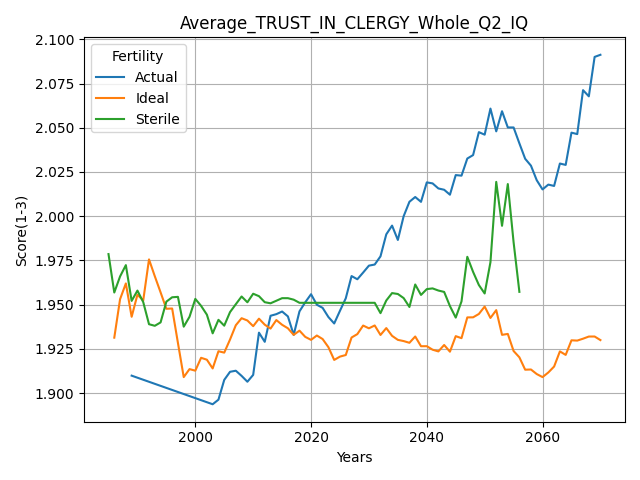 Average_TRUST_IN_CLERGY_Whole_Q2_IQ
Fertility
Actual
Ideal
Sterile
2.100
2.075
2.050
2.025
2.000
1.975
1.950
1.925
1.900
Score(1-3)
2000 2020 2040 2060
Years